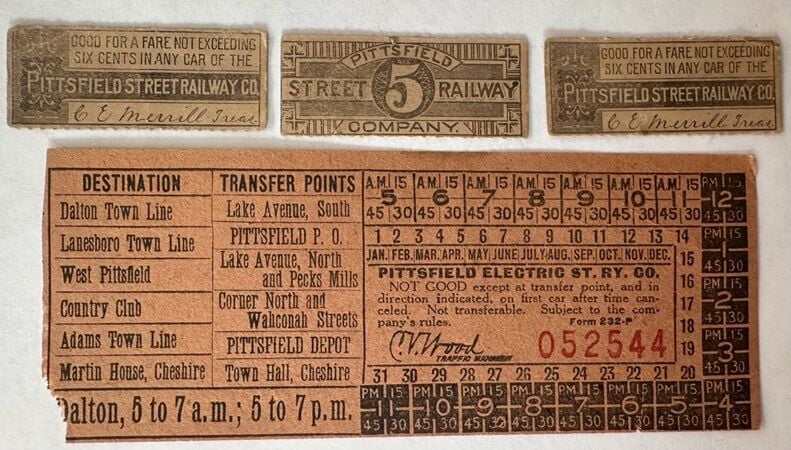 GOOD FOR A FARE NOT EXCEEDING
SIX CENTS IN ANY CAR OF THE
PITTSFIELD STREET RAILWAY CO.
C E Merrill Treas.
PITTSFIELD
STREET 5 RAILWAY
COMPANY.
GOOD FOR A FARE NOT EXCEEDING
SIX CENTS IN ANY CAR OF THE
PITTSFIELD STREET RAILWAY CO.
C E Merrill Treas.
DESTINATION
Dalton Town Line
Lanesboro Town Line
West Pittsfield
Country Club
Adams Town Line
Martin House, Cheshire
TRANSFER POINTS
Lake Avenue, South
PITTSFIELD P. O.
Lake Avenue, North
and Pecks Mills
Corner North and
Wahconah Streets
PITTSFIELD DEPOT
Town Hall, Cheshire
Dalton, 5 to 7 a.m.; 5 to 7 p.m.
A.M. 15 A.M. 15 A.M. 15 A.M. 15 A.M. 15 A.M. 15 A.M. 15 PM 15
5 6 7 8 9 10 11 12
45 30 45 30 45 30 45 30 45 30 45 30 45 30 45 30
1 2 3 4 5 6 7 8 9 10 11 12 13 14
JAN. FEB. MAR. APR. MAY JUNE JULY AUG. SEP. OCT. NOV. DEC.
PITTSFIELD ELECTRIC ST. RY. CO.
NOT GOOD except at transfer point, and in
direction indicated, on first car after time can-
celed. Not transferable. Subject to the com-
pany's rules. Form 232-P
C.V. Wood
TRAFFIC MANAGER
052544
15
16
17
18
19
PM 15
1
45 30
PM 15
2
45 30
PM 15
3
45 30
31 30 29 28 27 26 25 24 23 22 21 20
PM 15 PM 15 PM 15 PM 15 PM 15 PM 15 PM 15 PM 15
11 10 9 8 7 6 5 4
45 30 45 30 45 30 45 30 45 30 45 30 45 30 45 30